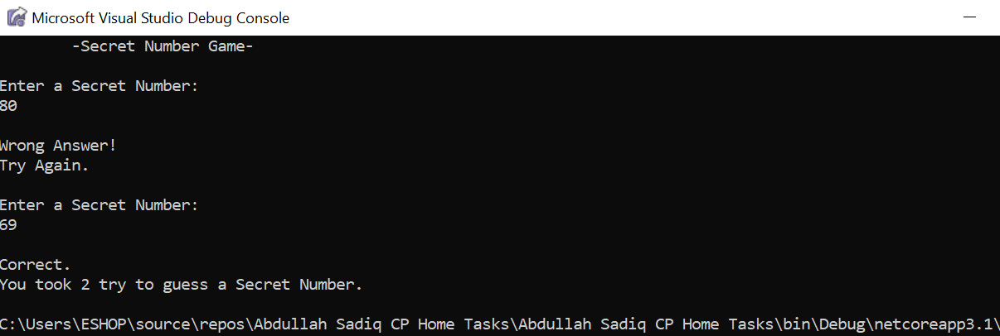 Microsoft Visual Studio Debug Console
-Secret Number Game-
Enter a Secret Number:
80
Wrong Answer!
Try Again.
Enter a Secret Number:
69
Correct.
You took 2 try to guess a Secret Number.
C:\Users\ESHOP\source\repos\Abdullah Sadiq CP Home Tasks\Abdullah Sadiq CP Home Tasks\bin\Debug\netcoreapp3.1\